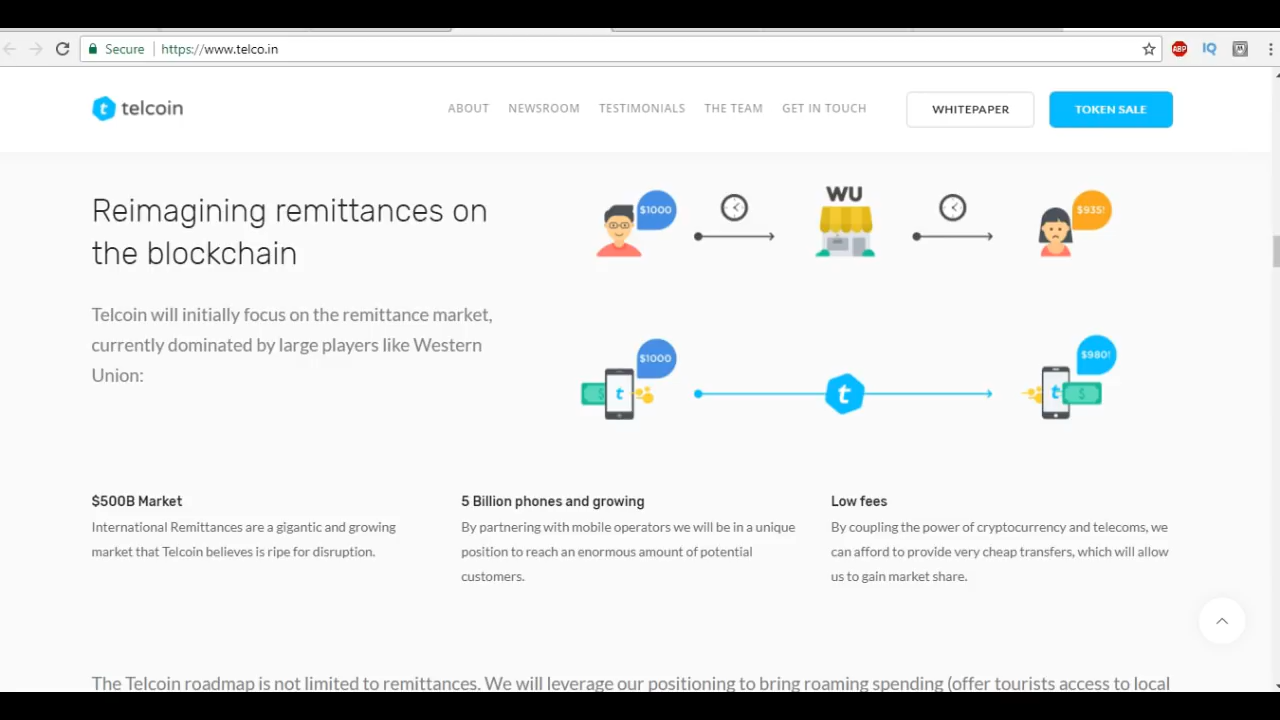 Secure | https://www.telco.in
ABP
IQ
telcoin
ABOUT NEWSROOM TESTIMONIALS THE TEAM GET IN TOUCH WHITEPAPER TOKEN SALE
Reimagining remittances on
the blockchain
Telcoin will initially focus on the remittance market,
currently dominated by large players like Western
Union:
$1000
WU
$935!
$1000
$980!
$500B Market
International Remittances are a gigantic and growing
market that Telcoin believes is ripe for disruption.
5 Billion phones and growing
By partnering with mobile operators we will be in a unique
position to reach an enormous amount of potential
customers.
Low fees
By coupling the power of cryptocurrency and telecoms, we
can afford to provide very cheap transfers, which will allow
us to gain market share.
The Telcoin roadmap is not limited to remittances. We will leverage our positioning to bring roaming spending (offer tourists access to local